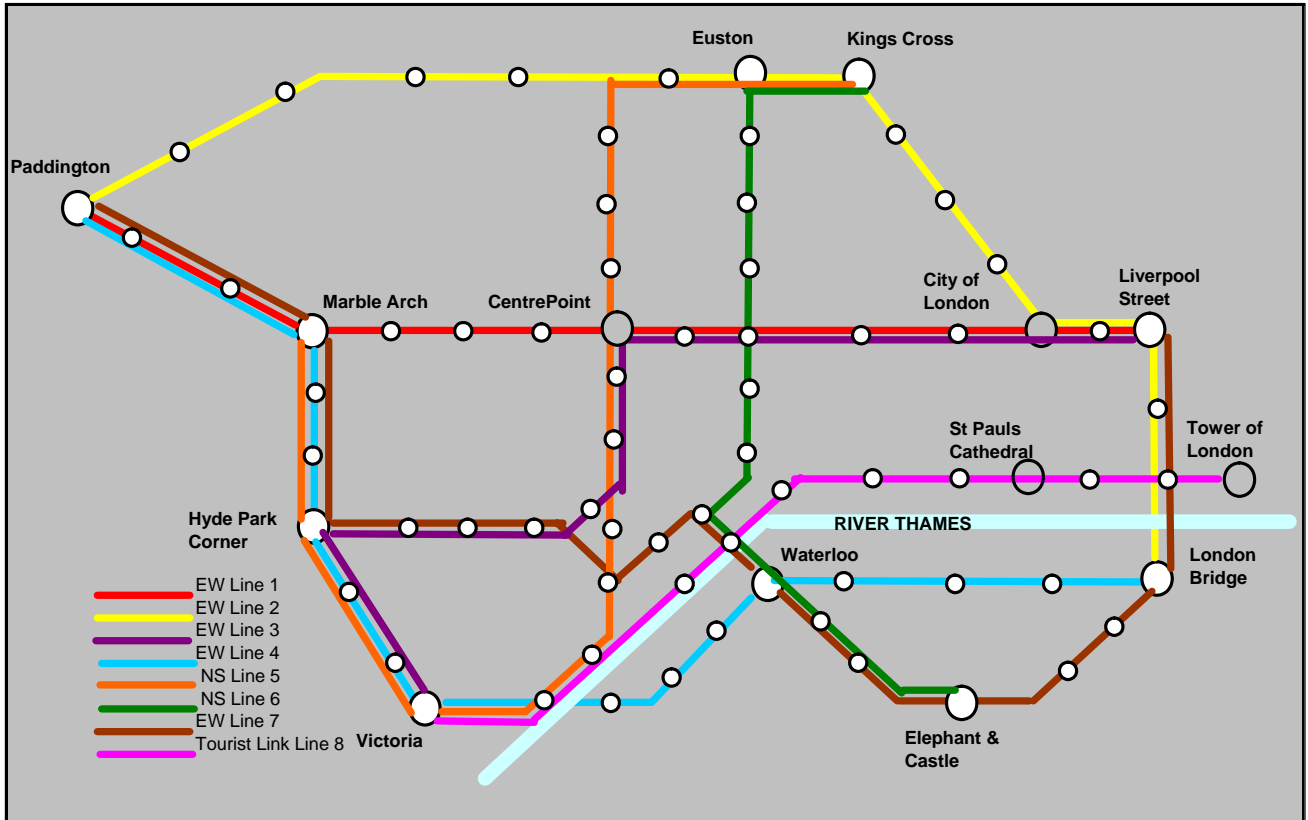 Euston
Kings Cross
Paddington
City of
London
Liverpool
Street
Marble Arch
CentrePoint
St Pauls
Cathedral
Tower of
London
Hyde Park
Corner
RIVER THAMES
Waterloo
London
Bridge
EW Line 1
EW Line 2
EW Line 3
EW Line 4
NS Line 5
NS Line 6
EW Line 7
Tourist Link Line 8
Victoria
Elephant &
Castle